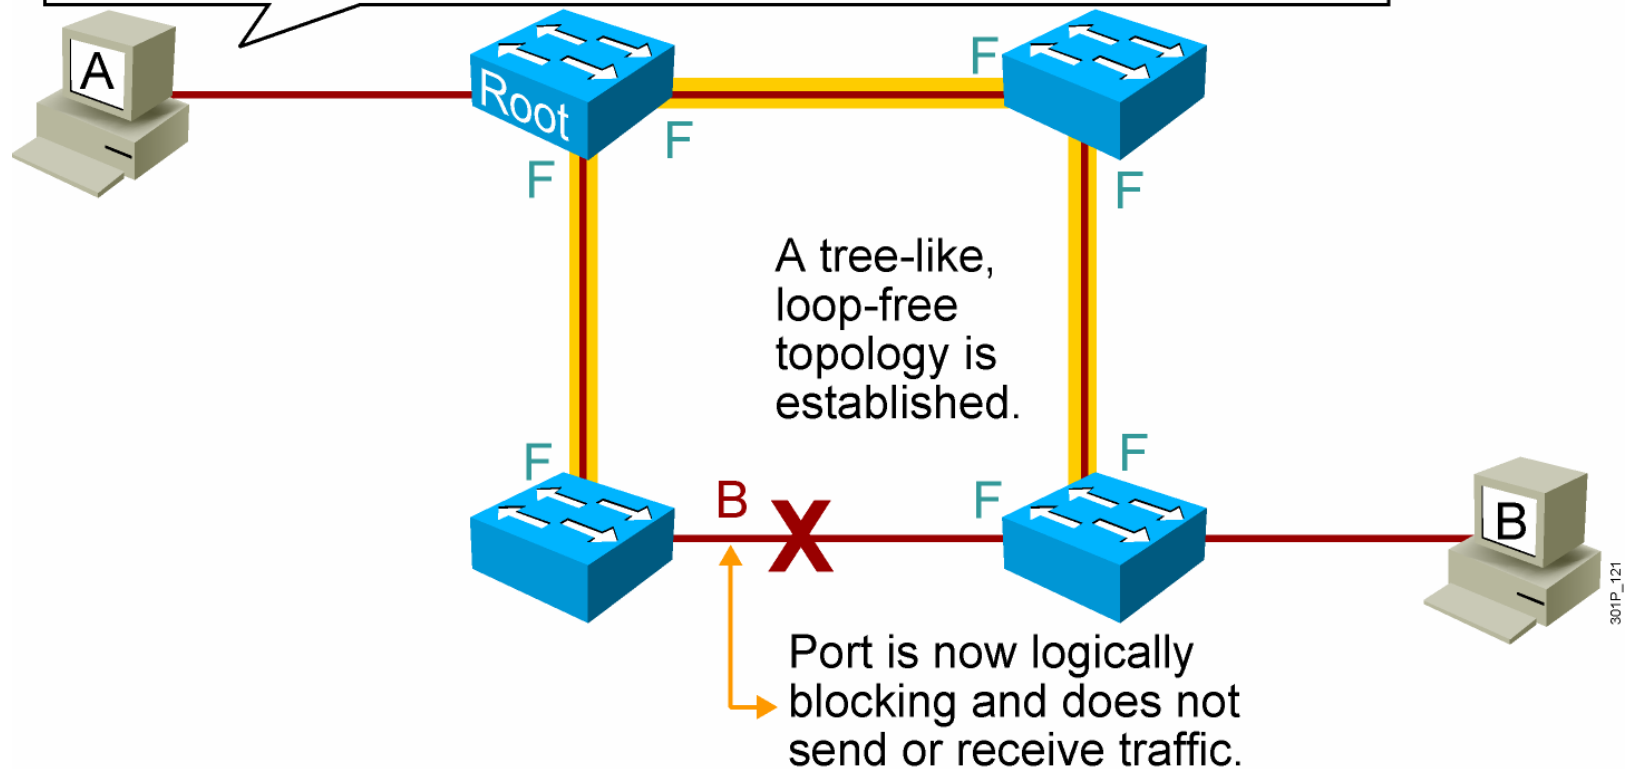 A
Root
F
F
F
F
A tree-like,
loop-free
topology is
established.
F
F
B
F
B
301P_121
Port is now logically
blocking and does not
send or receive traffic.